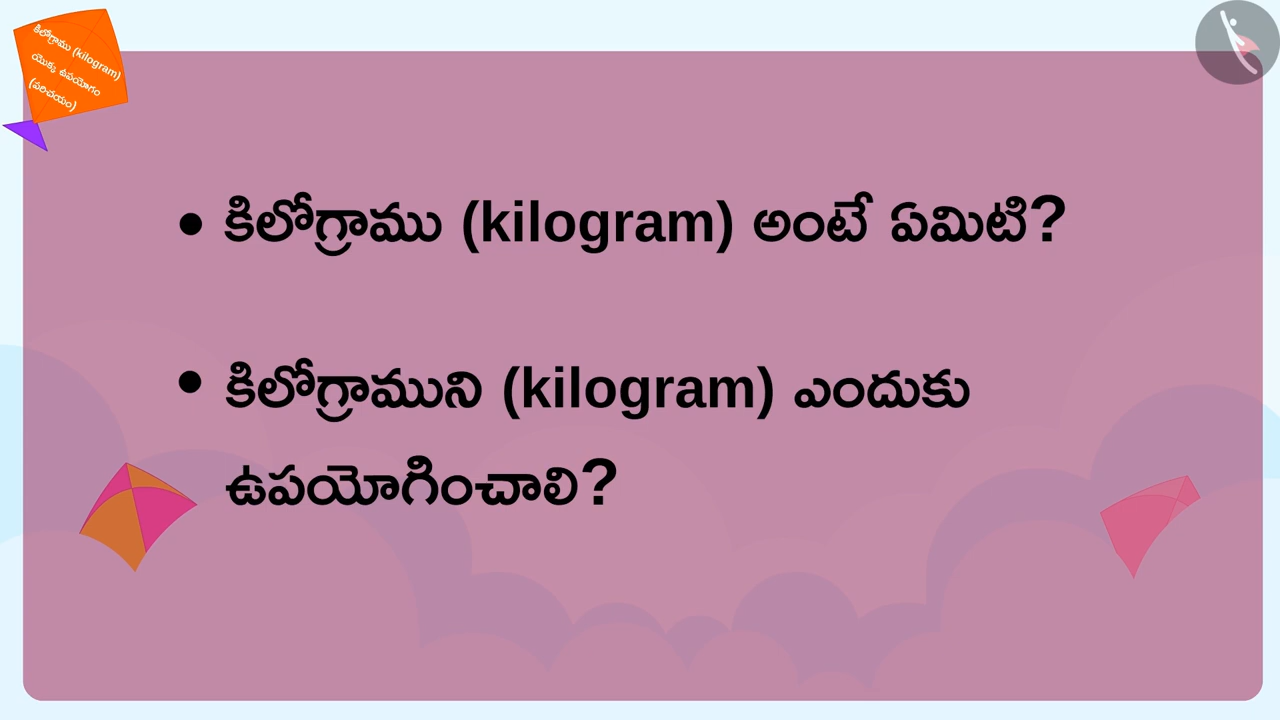 కిలోగ్రాము (kilogram)
యొక్క ఉపయోగం
(పరిచయం)
• కిలోగ్రాము (kilogram) అంటే ఏమిటి?
• కిలోగ్రాముని (kilogram) ఎందుకు
ఉపయోగించాలి?